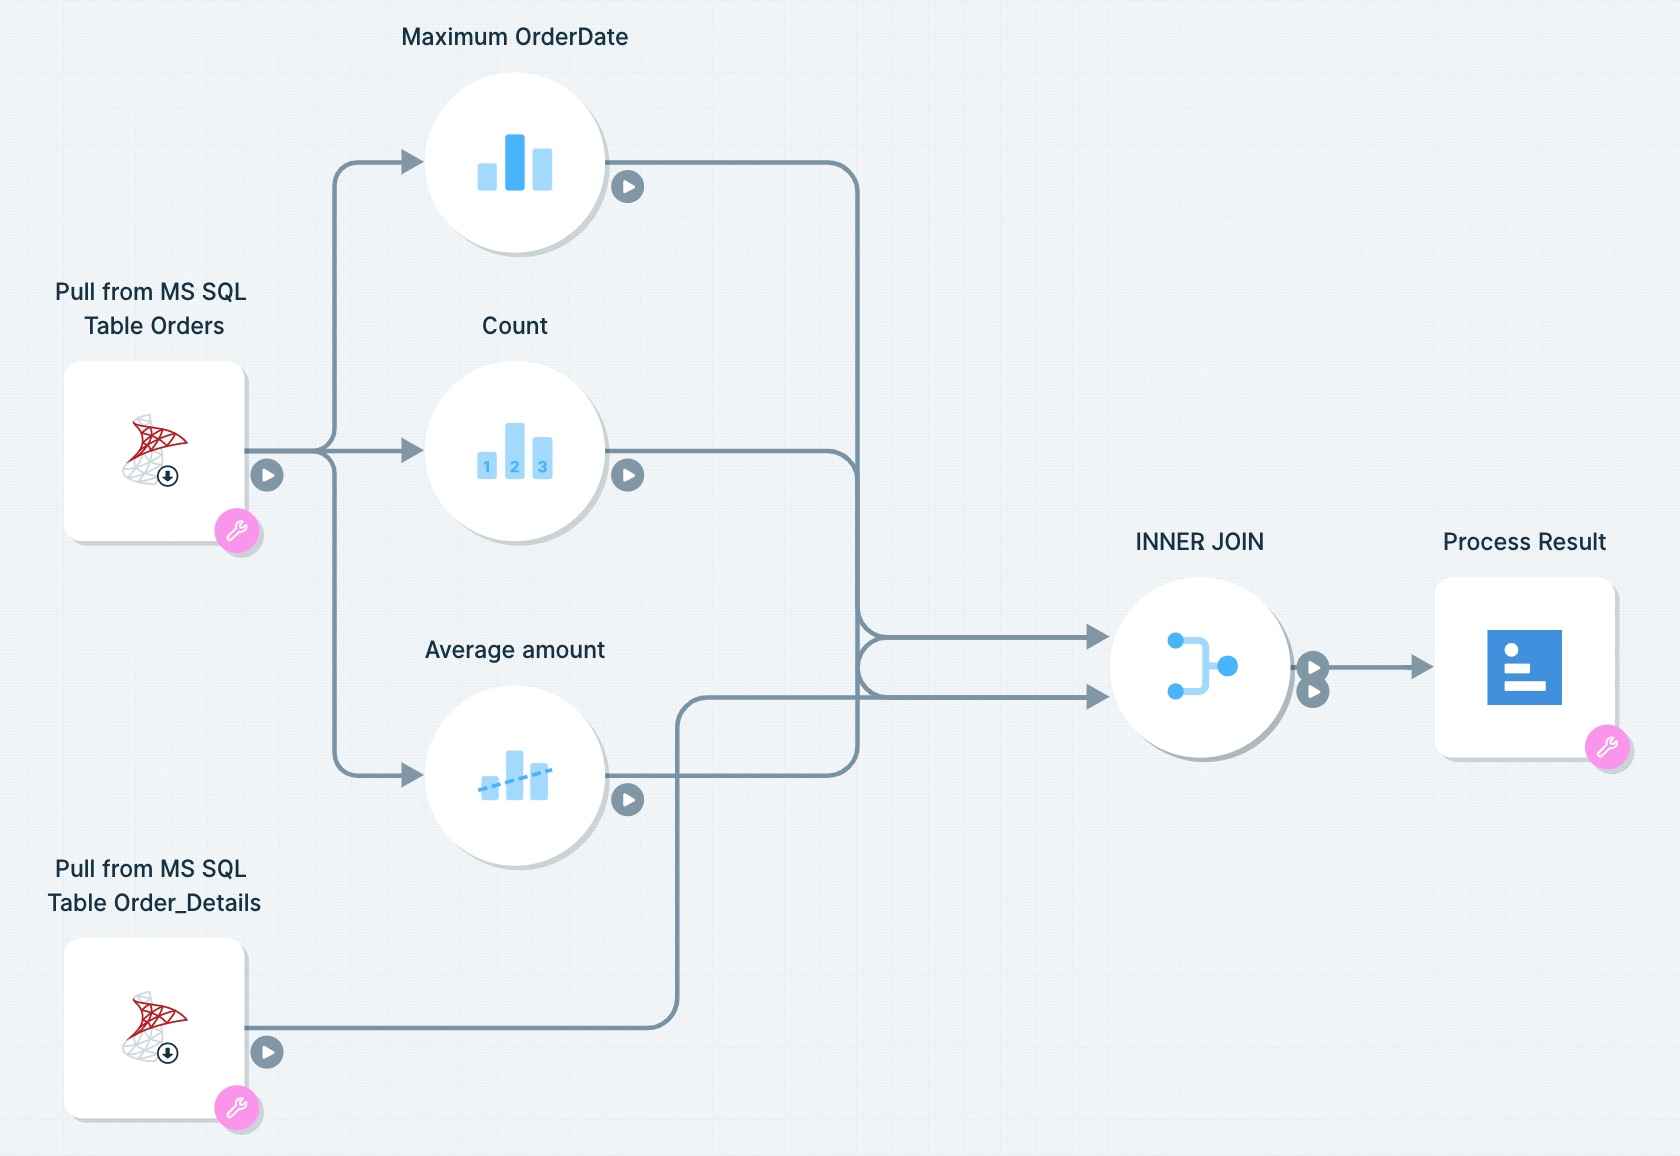 Maximum OrderDate
Pull from MS SQL
Table Orders
Count
1 2 3
INNER JOIN
Process Result
Average amount
Pull from MS SQL
Table Order_Details